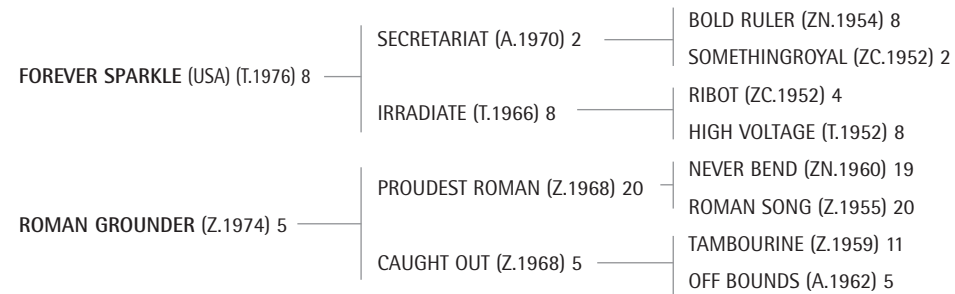 FOREVER SPARKLE (USA) (T.1976) 8
SECRETARIAT (A.1970) 2
BOLD RULER (ZN.1954) 8
SOMETHINGROYAL (ZC.1952) 2
IRRADIATE (T.1966) 8
RIBOT (ZC.1952) 4
HIGH VOLTAGE (T.1952) 8
ROMAN GROUNDER (Z.1974) 5
PROUDEST ROMAN (Z.1968) 20
NEVER BEND (ZN.1960) 19
ROMAN SONG (Z.1955) 20
CAUGHT OUT (Z.1968) 5
TAMBOURINE (Z.1959) 11
OFF BOUNDS (A.1962) 5